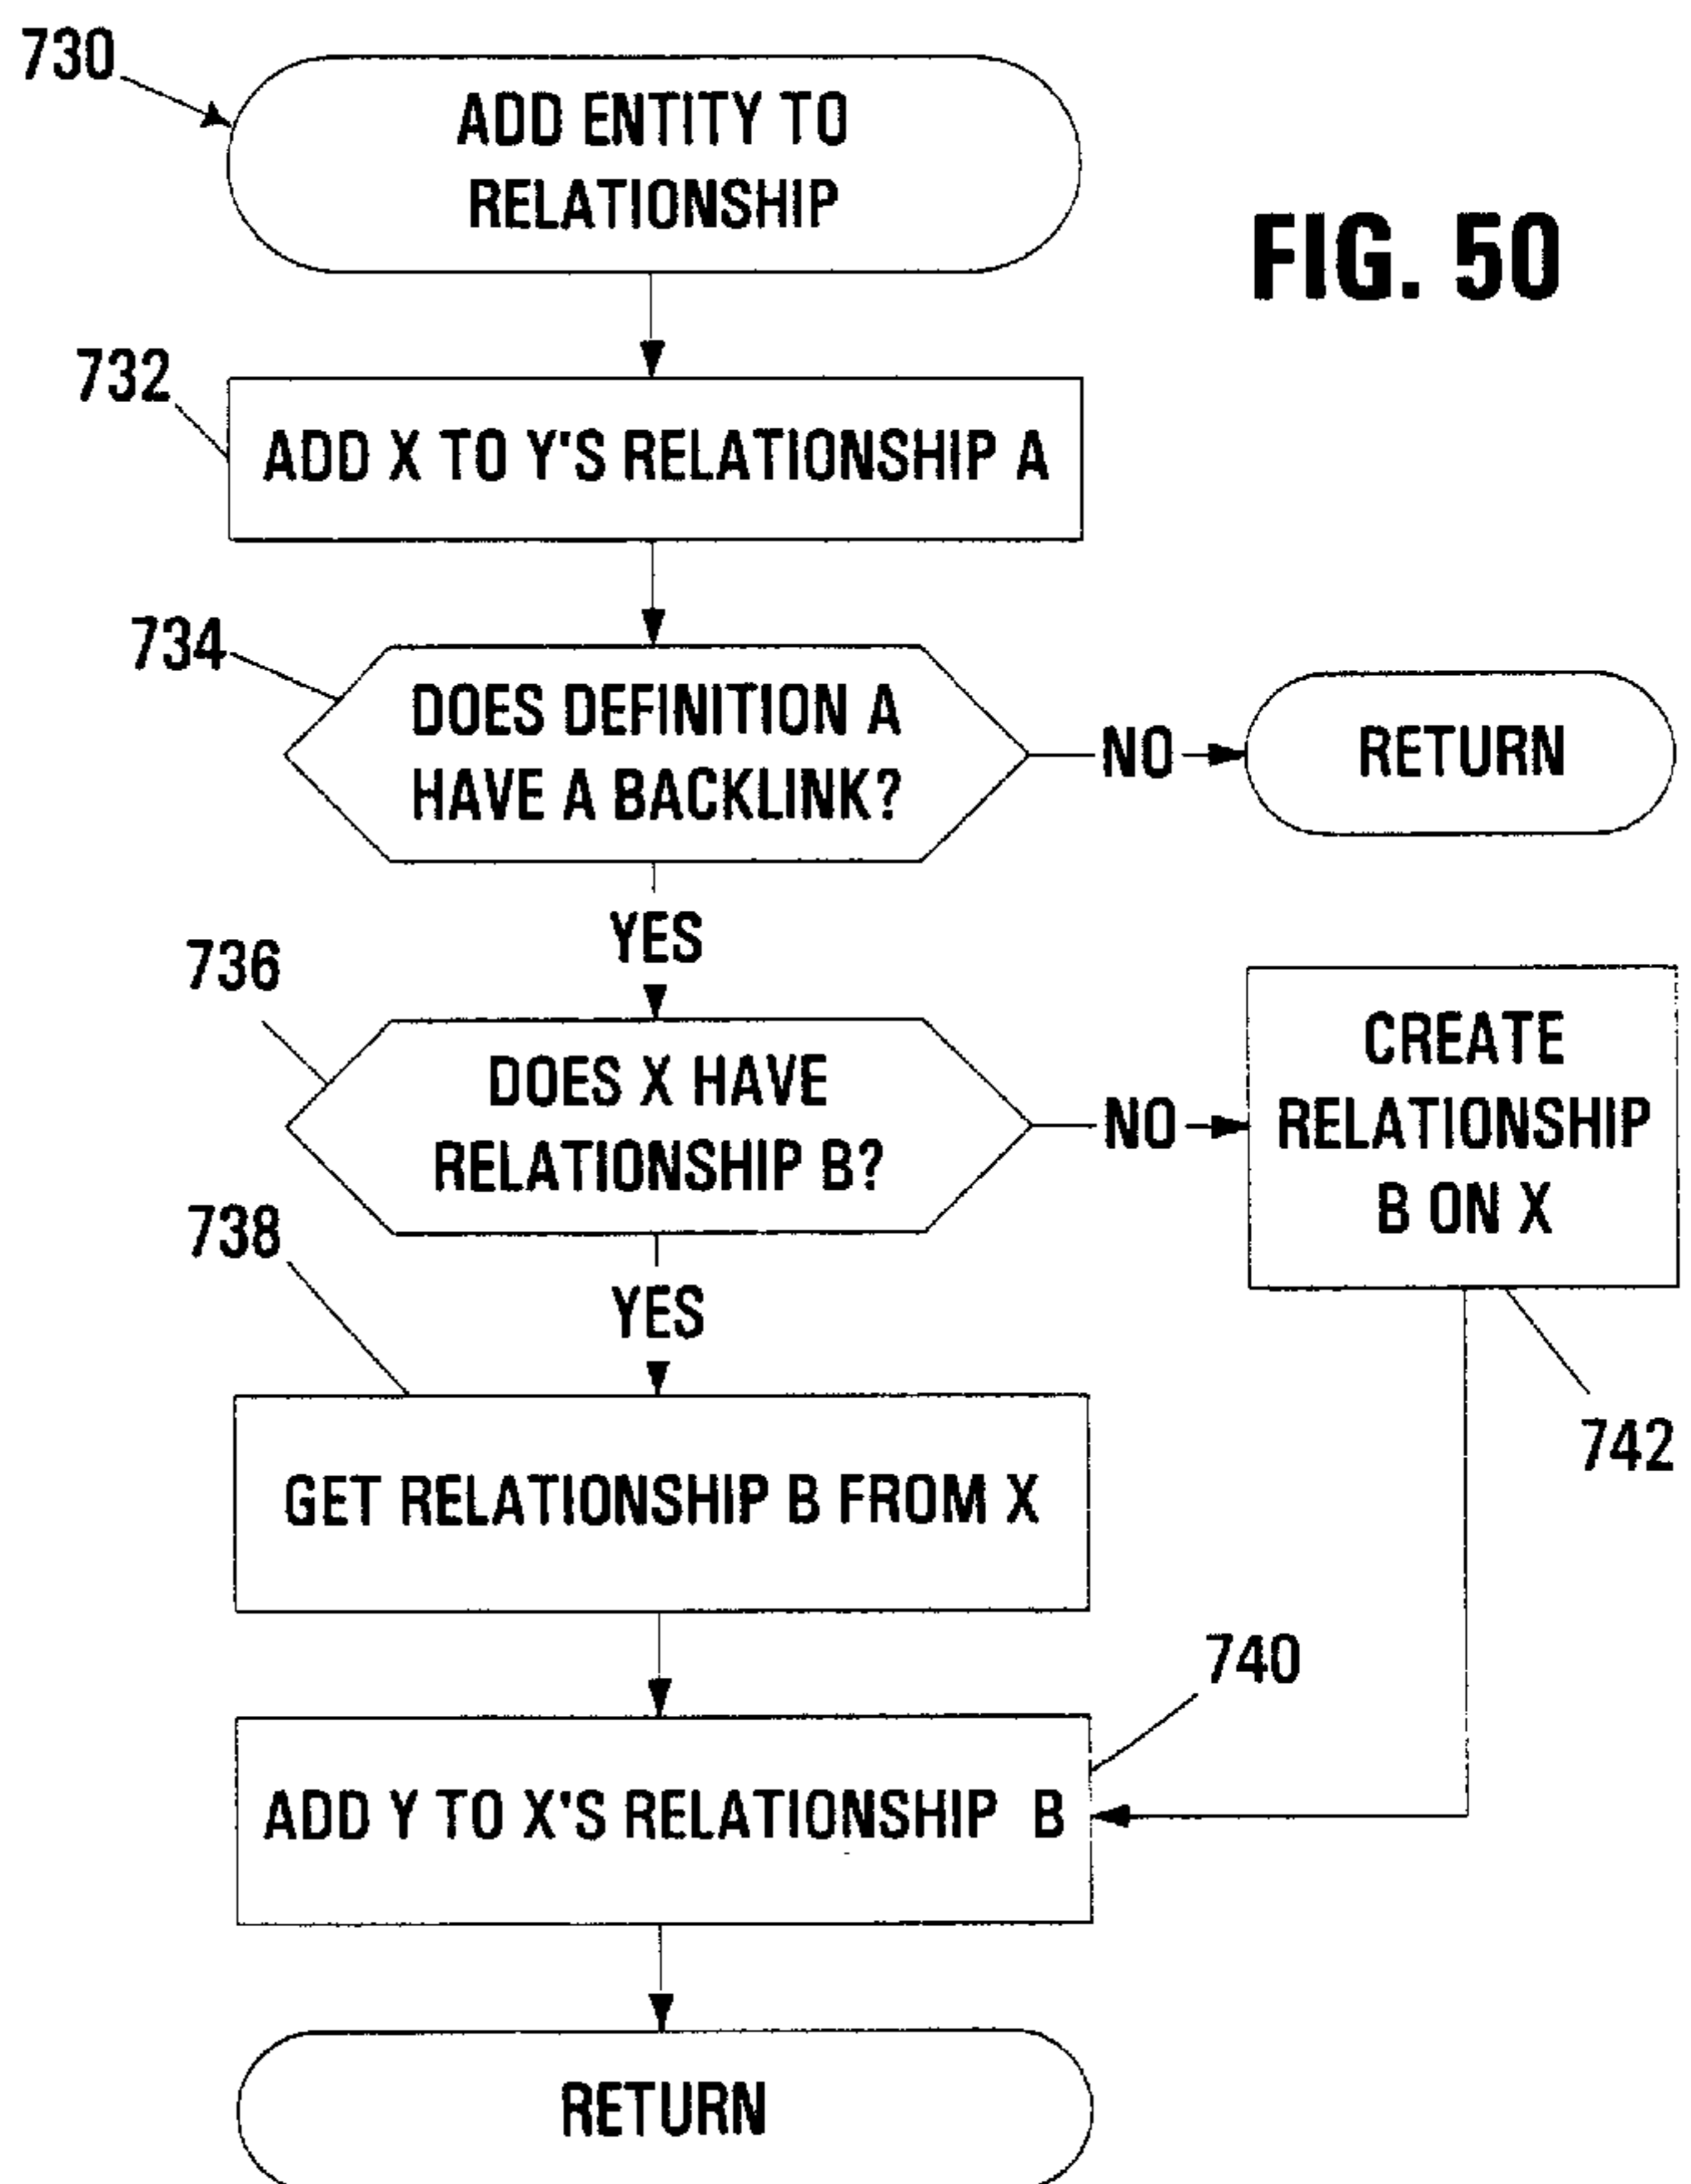 730
ADD ENTITY TO
RELATIONSHIP
FIG. 50
732
ADD X TO Y'S RELATIONSHIP A
734
DOES DEFINITION A
HAVE A BACKLINK?
NO
RETURN
YES
736
DOES X HAVE
RELATIONSHIP B?
NO
CREATE
RELATIONSHIP
B ON X
738
YES
742
GET RELATIONSHIP B FROM X
740
ADD Y TO X'S RELATIONSHIP B
RETURN